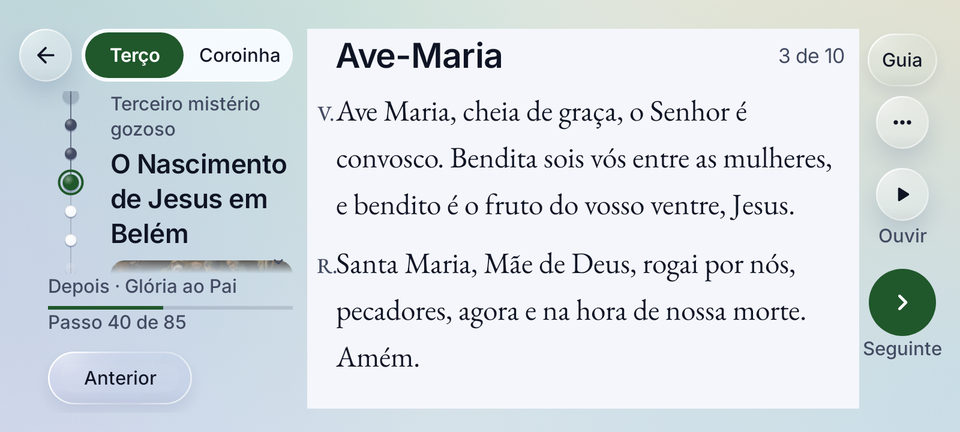 Terço
Coroinha
Terceiro mistério
gozoso
O Nascimento
de Jesus em
Belém
Depois · Glória ao Pai
Passo 40 de 85
Anterior
Ave-Maria
3 de 10
V. Ave Maria, cheia de graça, o Senhor é
convosco. Bendita sois vós entre as mulheres,
e bendito é o fruto do vosso ventre, Jesus.
R. Santa Maria, Mãe de Deus, rogai por nós,
pecadores, agora e na hora de nossa morte.
Amém.
Guia
Ouvir
Seguinte